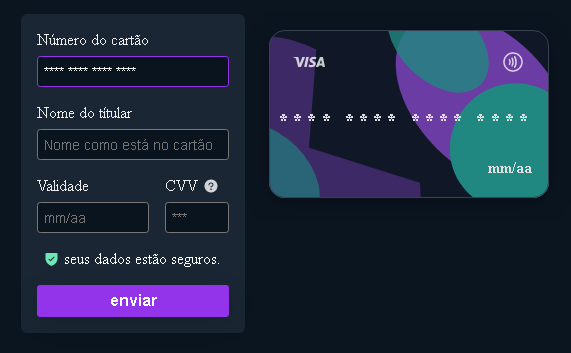 Número do cartão
**** **** **** ****
Nome do títular
Nome como está no cartão
Validade
CVV ?
mm/aa
***
seus dados estão seguros.
enviar
VISA
**** **** **** ****
mm/aa